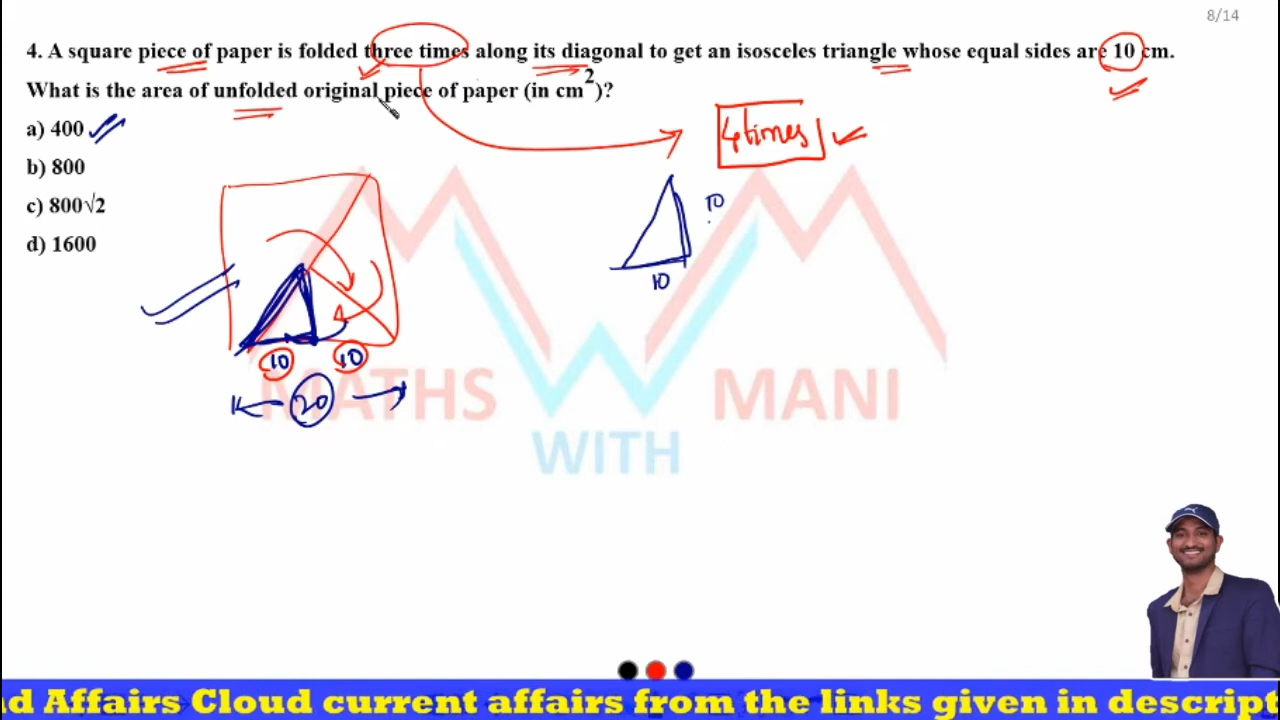 8/14
4. A square piece of paper is folded three times along its diagonal to get an isosceles triangle whose equal sides are 10 cm.
What is the area of unfolded original piece of paper (in cm²)?
a) 400
b) 800
c) 800√2
d) 1600
4 times
10
10
10 10
20
MATHS
WITH
MANI
d Affairs Cloud current affairs from the links given in descript